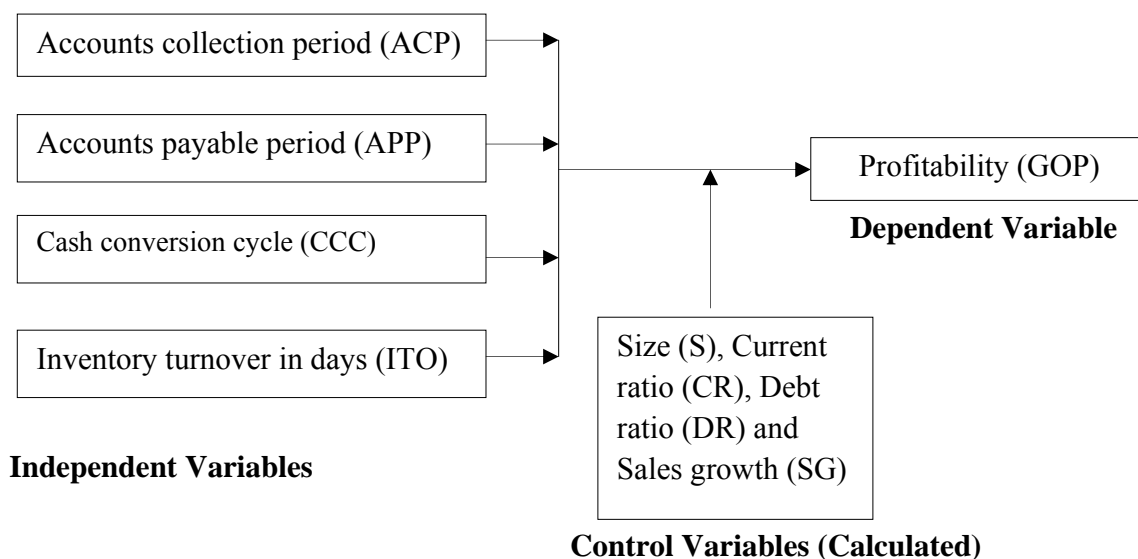 Accounts collection period (ACP)
Accounts payable period (APP)
Cash conversion cycle (CCC)
Inventory turnover in days (ITO)
Independent Variables
Profitability (GOP)
Dependent Variable
Size (S), Current
ratio (CR), Debt
ratio (DR) and
Sales growth (SG)
Control Variables (Calculated)